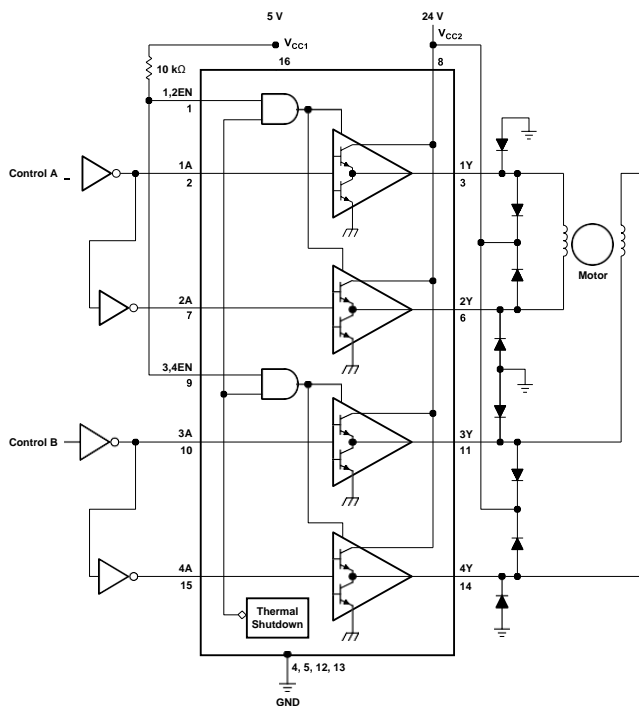 5 V
24 V
VCC1
VCC2
16
8
10 kΩ
1,2EN
1
Control A
1A
2
1Y
3
Motor
2A
7
2Y
6
3,4EN
9
Control B
3A
10
3Y
11
4A
15
4Y
14
Thermal
Shutdown
4, 5, 12, 13
GND